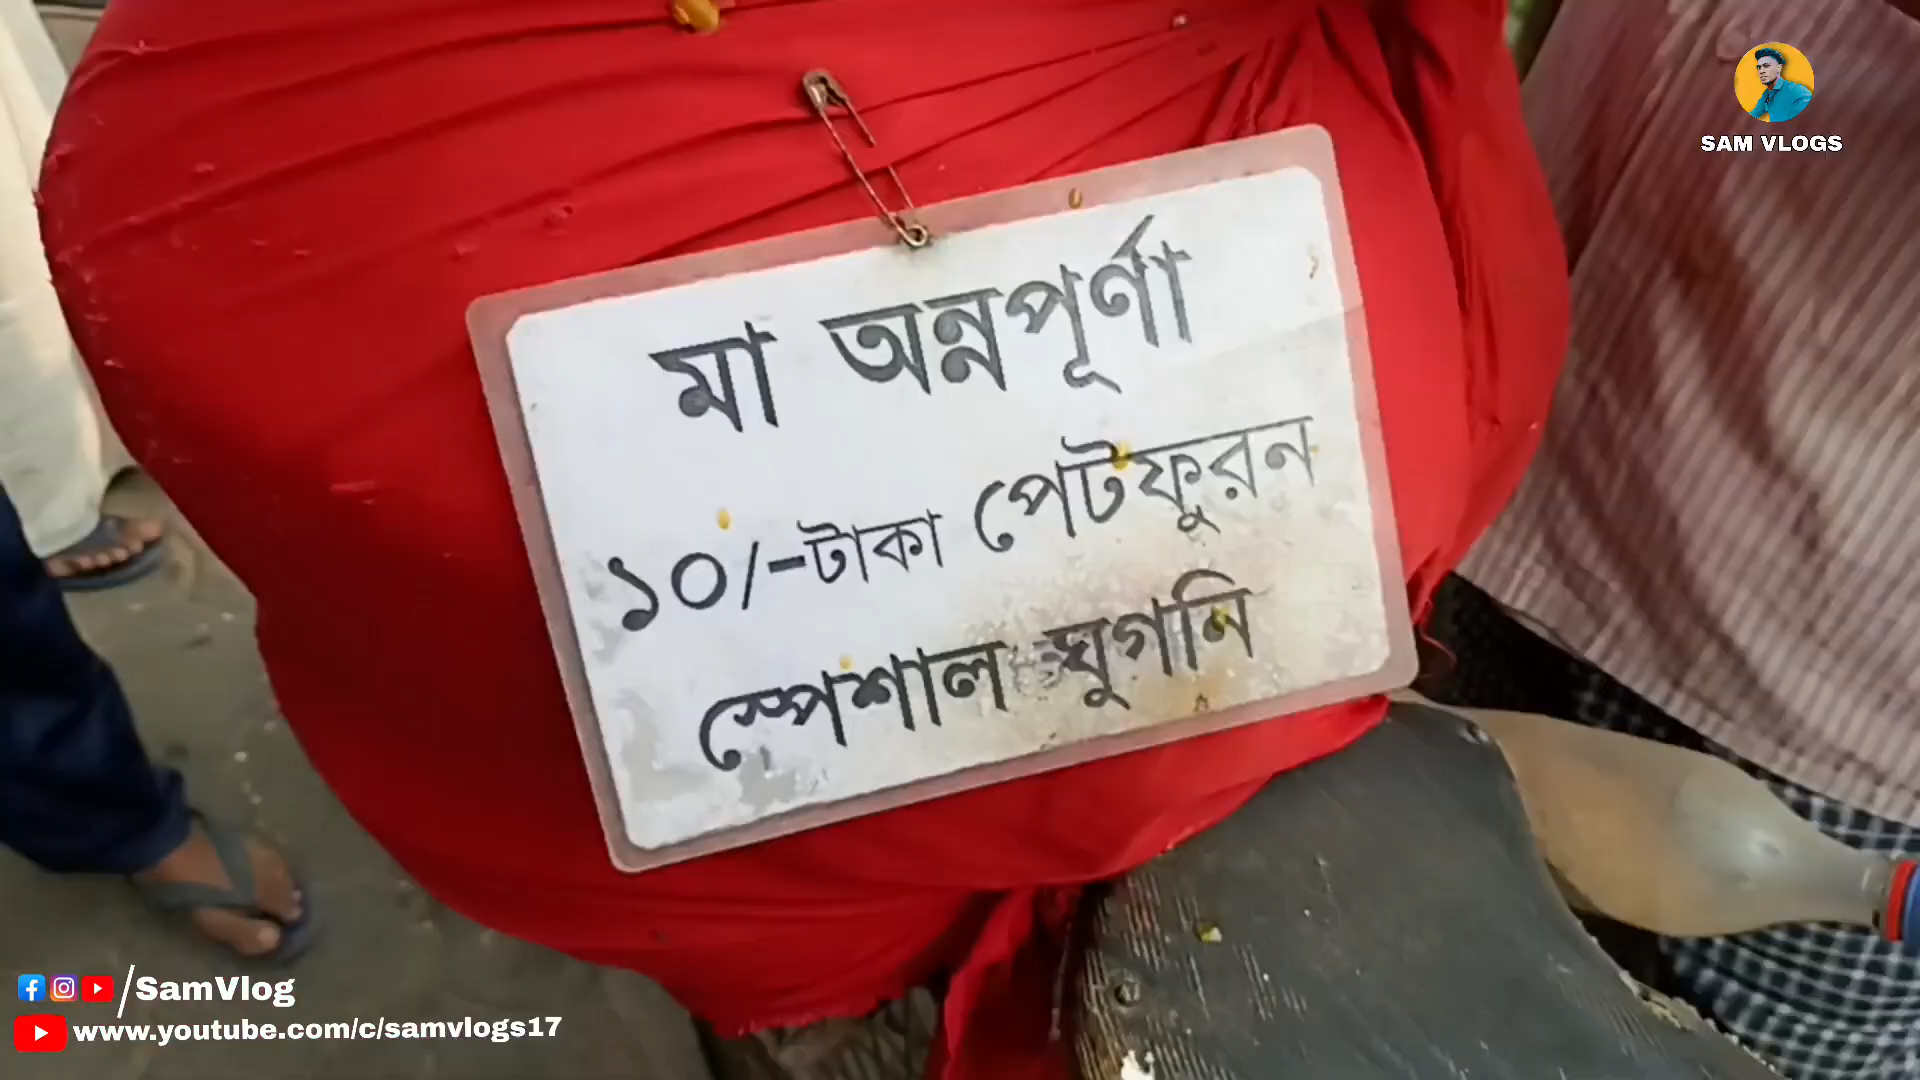 SAM VLOGS
মা অন্নপূর্ণা
১০/-টাকা পেটফুরন
স্পেশাল ঘুগনি
/SamVlog
www.youtube.com/c/samvlogs17